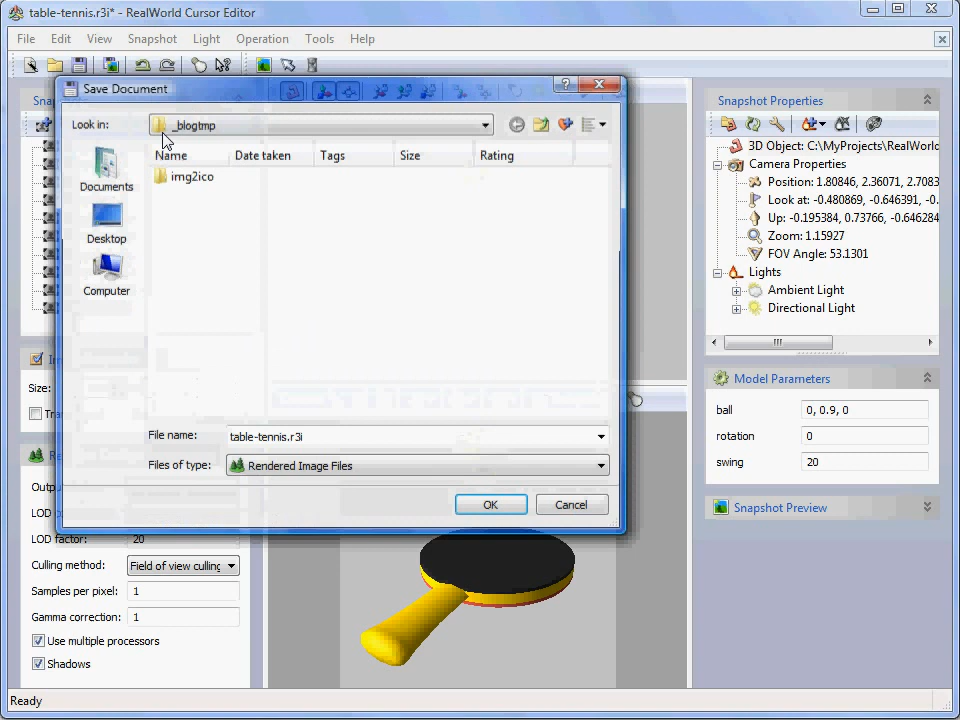 table-tennis.r3i* - RealWorld Cursor Editor
File Edit View Snapshot Light Operation Tools Help
Save Document
Look in: _blogtmp
Name Date taken Tags Size Rating
img2ico
Documents
Desktop
Computer
File name: table-tennis.r3i
Files of type: Rendered Image Files
OK Cancel
Snap
Size:
LOD
LOD factor: 20
Culling method: Field of view culling
Samples per pixel: 1
Gamma correction: 1
Use multiple processors
Shadows
Snapshot Properties
3D Object: C:\MyProjects\RealWorld
Camera Properties
Position: 1.80846, 2.36071, 2.7083
Look at: -0.480869, -0.646391, -0.
Up: -0.195384, 0.73766, -0.646284
Zoom: 1.15927
FOV Angle: 53.1301
Lights
Ambient Light
Directional Light
Model Parameters
ball 0, 0.9, 0
rotation 0
swing 20
Snapshot Preview
Ready